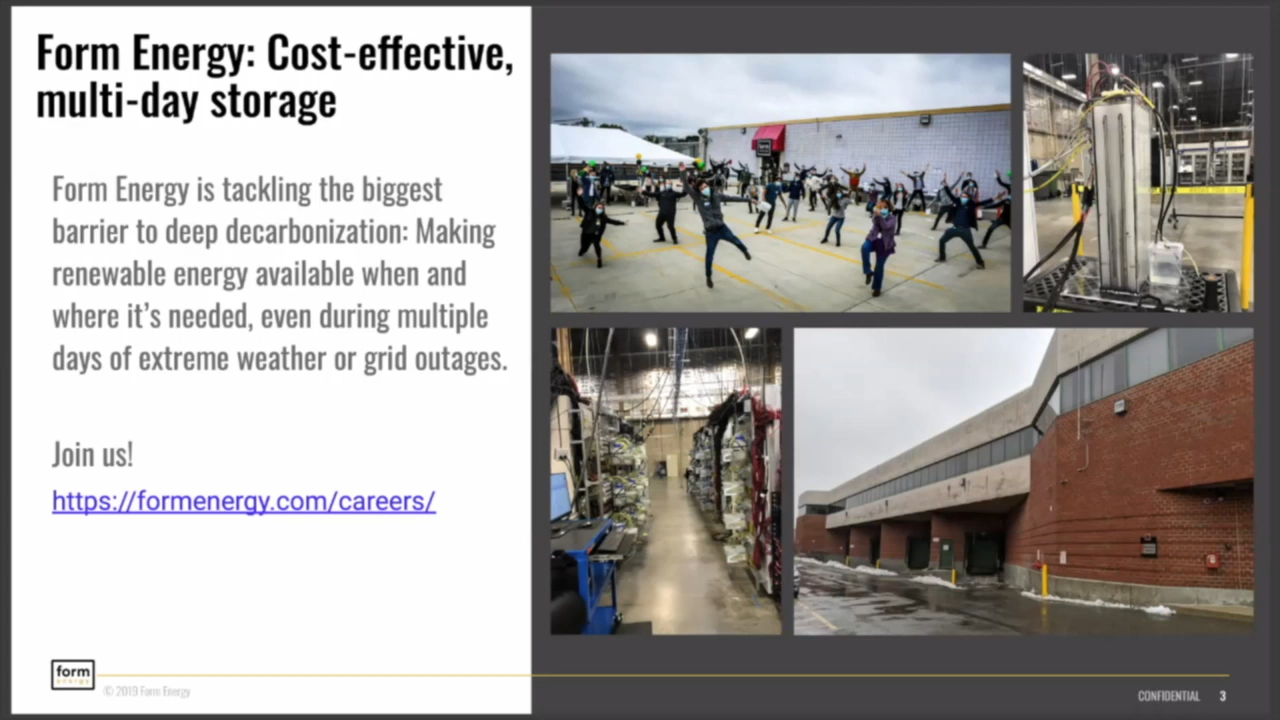 Form Energy: Cost-effective,
multi-day storage
Form Energy is tackling the biggest
barrier to deep decarbonization: Making
renewable energy available when and
where it’s needed, even during multiple
days of extreme weather or grid outages.
Join us!
https://formenergy.com/careers/
form
energy
© 2019 Form Energy
CONFIDENTIAL 3
form